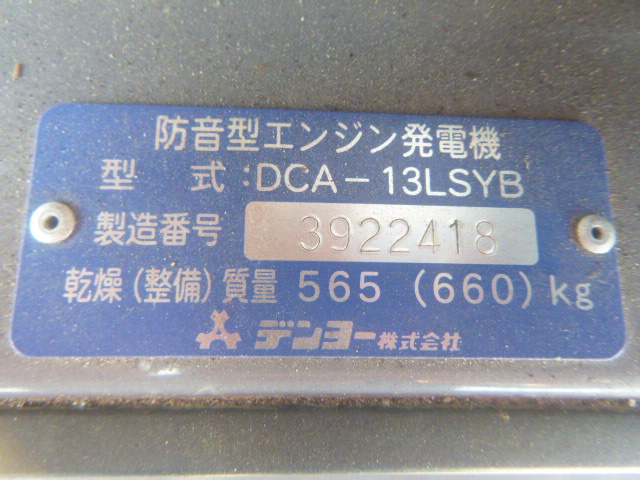 防音型エンジン発電機
型 式:DCA-13LSYB
製造番号 3922418
乾燥(整備)質量 565 (660)kg
デンヨー株式会社